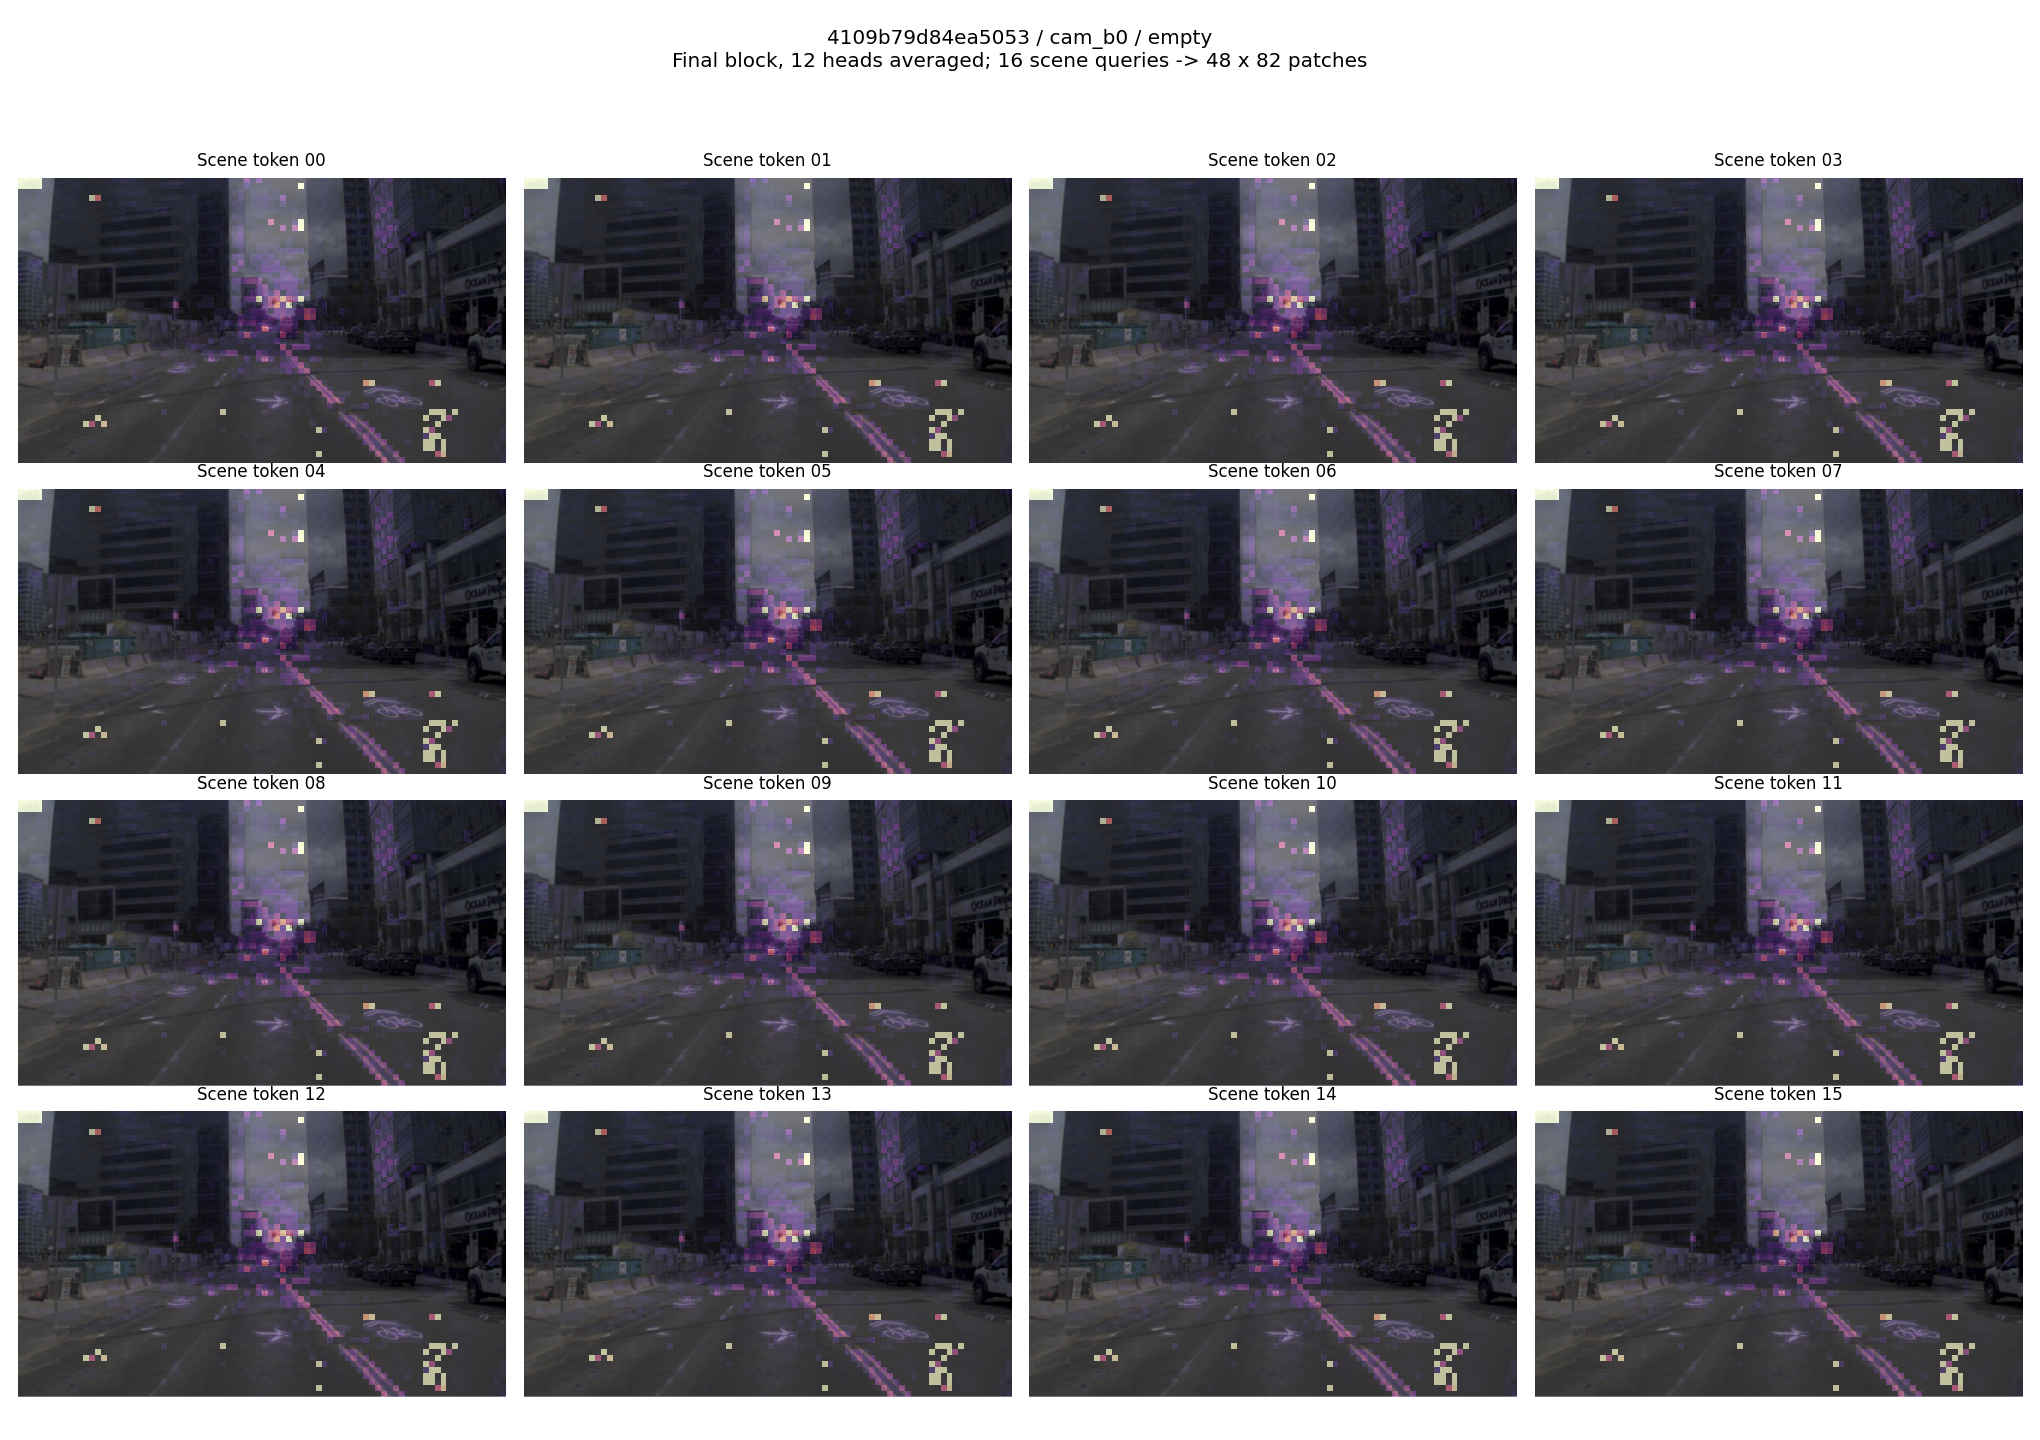 4109b79d84ea5053 / cam_b0 / empty
Final block, 12 heads averaged; 16 scene queries -> 48 x 82 patches
Scene token 00
Scene token 01
Scene token 02
Scene token 03
Scene token 04
Scene token 05
Scene token 06
Scene token 07
Scene token 08
Scene token 09
Scene token 10
Scene token 11
Scene token 12
Scene token 13
Scene token 14
Scene token 15